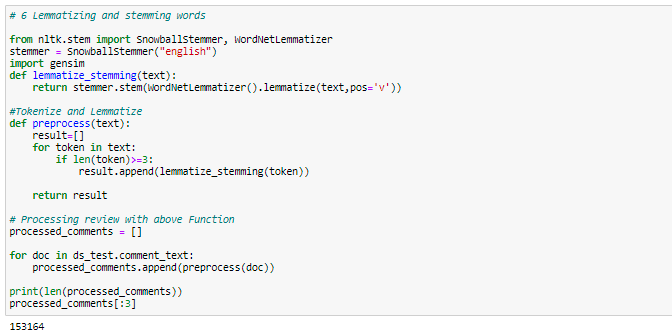 # 6 Lemmatizing and stemming words
from nltk.stem import SnowballStemmer, WordNetLemmatizer
stemmer = SnowballStemmer("english")
import gensim
def lemmatize_stemming(text):
    return stemmer.stem(WordNetLemmatizer().lemmatize(text,pos='v'))
#Tokenize and Lemmatize
def preprocess(text):
    result=[]
    for token in text:
        if len(token)>=3:
            result.append(lemmatize_stemming(token))
    return result
# Processing review with above Function
processed_comments = []
for doc in ds_test.comment_text:
    processed_comments.append(preprocess(doc))
print(len(processed_comments))
processed_comments[:3]
153164